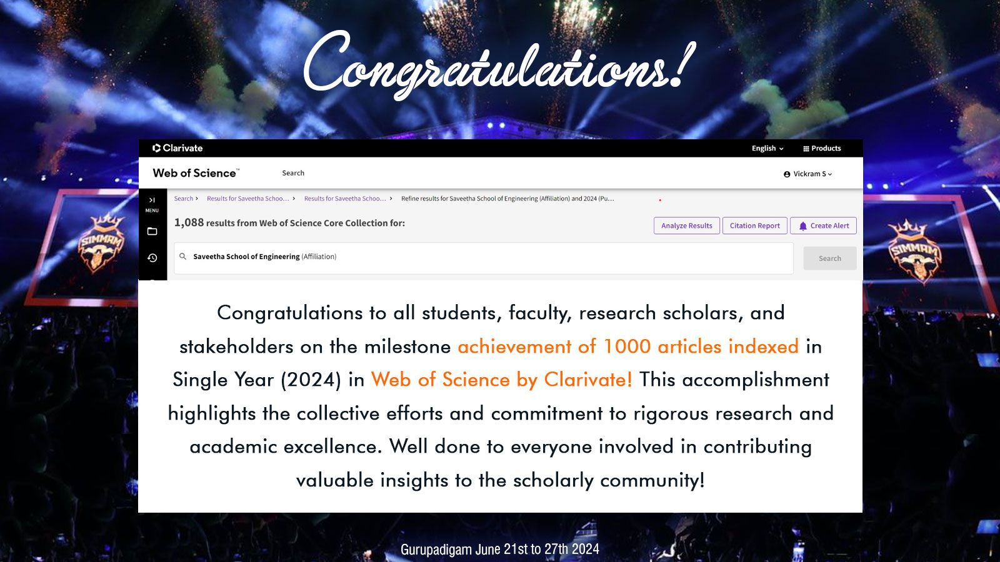 Congratulations!
Clarivate
English
Products
Web of Science™
Search
Vickram S
MENU
Search > Results for Saveetha Schoo... > Results for Saveetha Schoo... > Refine results for Saveetha School of Engineering (Affiliation) and 2024 (Pu...
1,088 results from Web of Science Core Collection for:
Analyze Results
Citation Report
Create Alert
Saveetha School of Engineering (Affiliation)
Search
SIMMAM
SIMMAM
Congratulations to all students, faculty, research scholars, and
stakeholders on the milestone achievement of 1000 articles indexed in
Single Year (2024) in Web of Science by Clarivate! This accomplishment
highlights the collective efforts and commitment to rigorous research and
academic excellence. Well done to everyone involved in contributing
valuable insights to the scholarly community!
Gurupadigam June 21st to 27th 2024